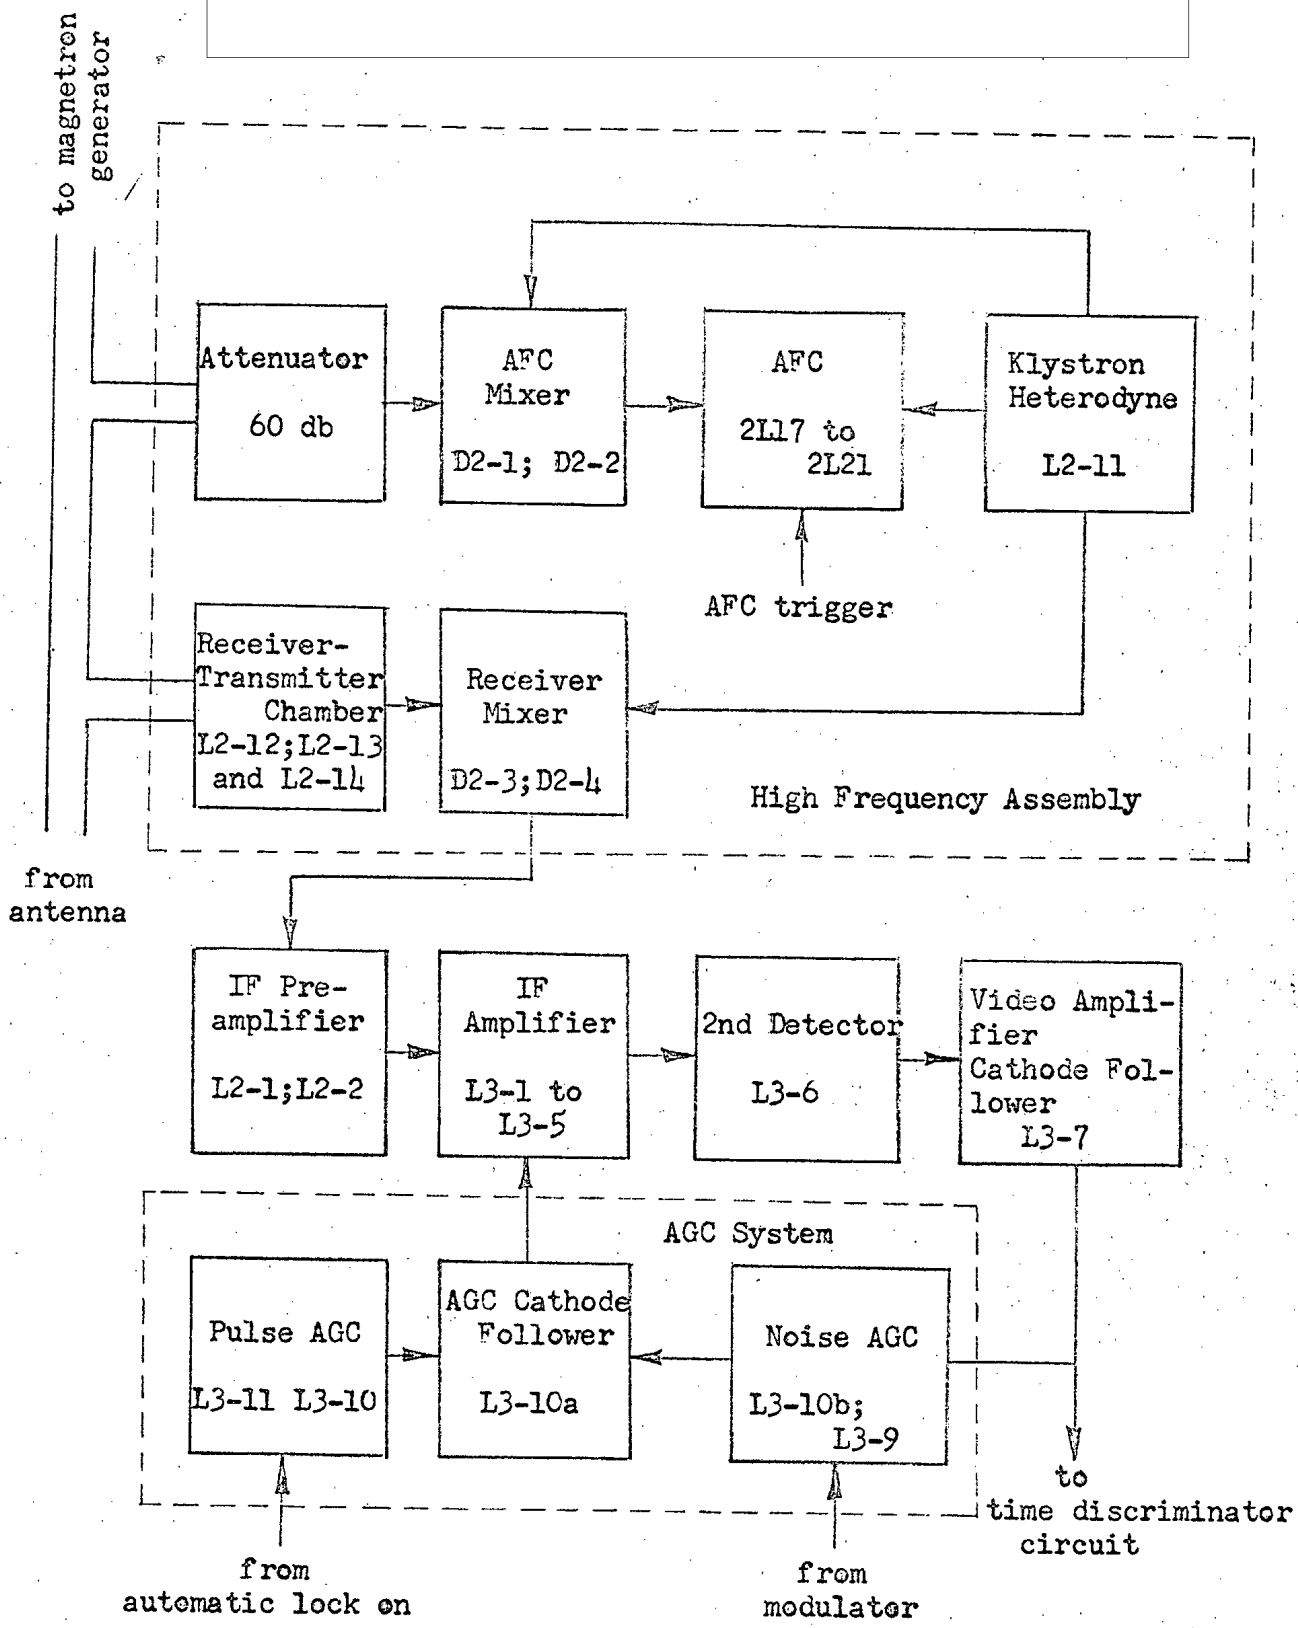 to magnetron
generator
Attenuator
60 db
AFC
Mixer
D2-1; D2-2
AFC
2L17 to
2L21
Klystron
Heterodyne
L2-11
AFC trigger
Receiver-
Transmitter
Chamber
L2-12;L2-13
and L2-14
Receiver
Mixer
D2-3;D2-4
High Frequency Assembly
from
antenna
IF Pre-
amplifier
L2-1;L2-2
IF
Amplifier
L3-1 to
L3-5
2nd Detector
L3-6
Video Ampli-
fier
Cathode Fol-
lower
L3-7
AGC System
Pulse AGC
L3-11 L3-10
AGC Cathode
Follower
L3-10a
Noise AGC
L3-10b;
L3-9
to
time discriminator
circuit
from
automatic lock on
from
modulator